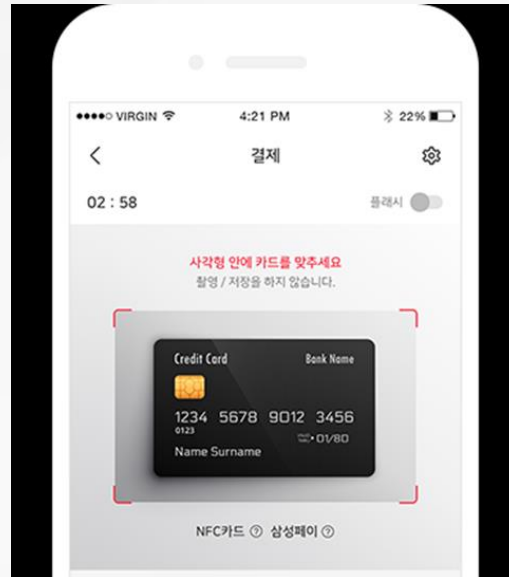 VIRGIN 4:21 PM 22%
결제
02 : 58 플래시
사각형 안에 카드를 맞추세요
촬영 / 저장을 하지 않습니다.
Credit Card Bank Name
1234 5678 9012 3456
0123
01/80
Name Surname
NFC카드 ? 삼성페이 ?